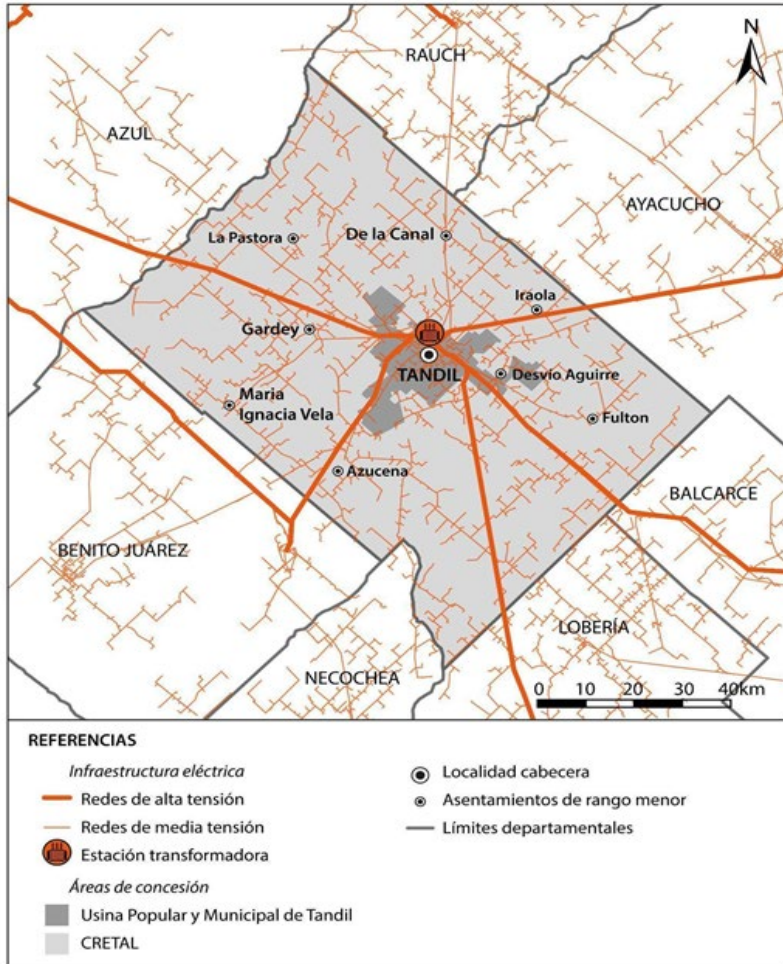 N
RAUCH
AZUL
AYACUCHO
La Pastora
De la Canal
Iraola
Gardey
TANDIL
Desvío Aguirre
Maria
Ignacia Vela
Fulton
Azucena
BALCARCE
BENITO JUÁREZ
LOBERÍA
NECOCHEA
0 10 20 30 40km
REFERENCIAS
Infraestructura eléctrica
Redes de alta tensión
Redes de media tensión
Estación transformadora
Áreas de concesión
Usina Popular y Municipal de Tandil
CRETAL
Localidad cabecera
Asentamientos de rango menor
Límites departamentales